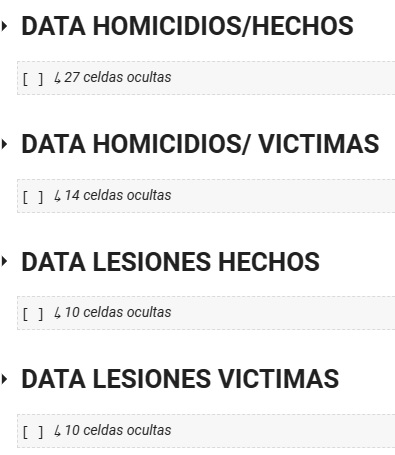 DATA HOMICIDIOS/HECHOS
[ ] ↳ 27 celdas ocultas
DATA HOMICIDIOS/ VICTIMAS
[ ] ↳ 14 celdas ocultas
DATA LESIONES HECHOS
[ ] ↳ 10 celdas ocultas
DATA LESIONES VICTIMAS
[ ] ↳ 10 celdas ocultas